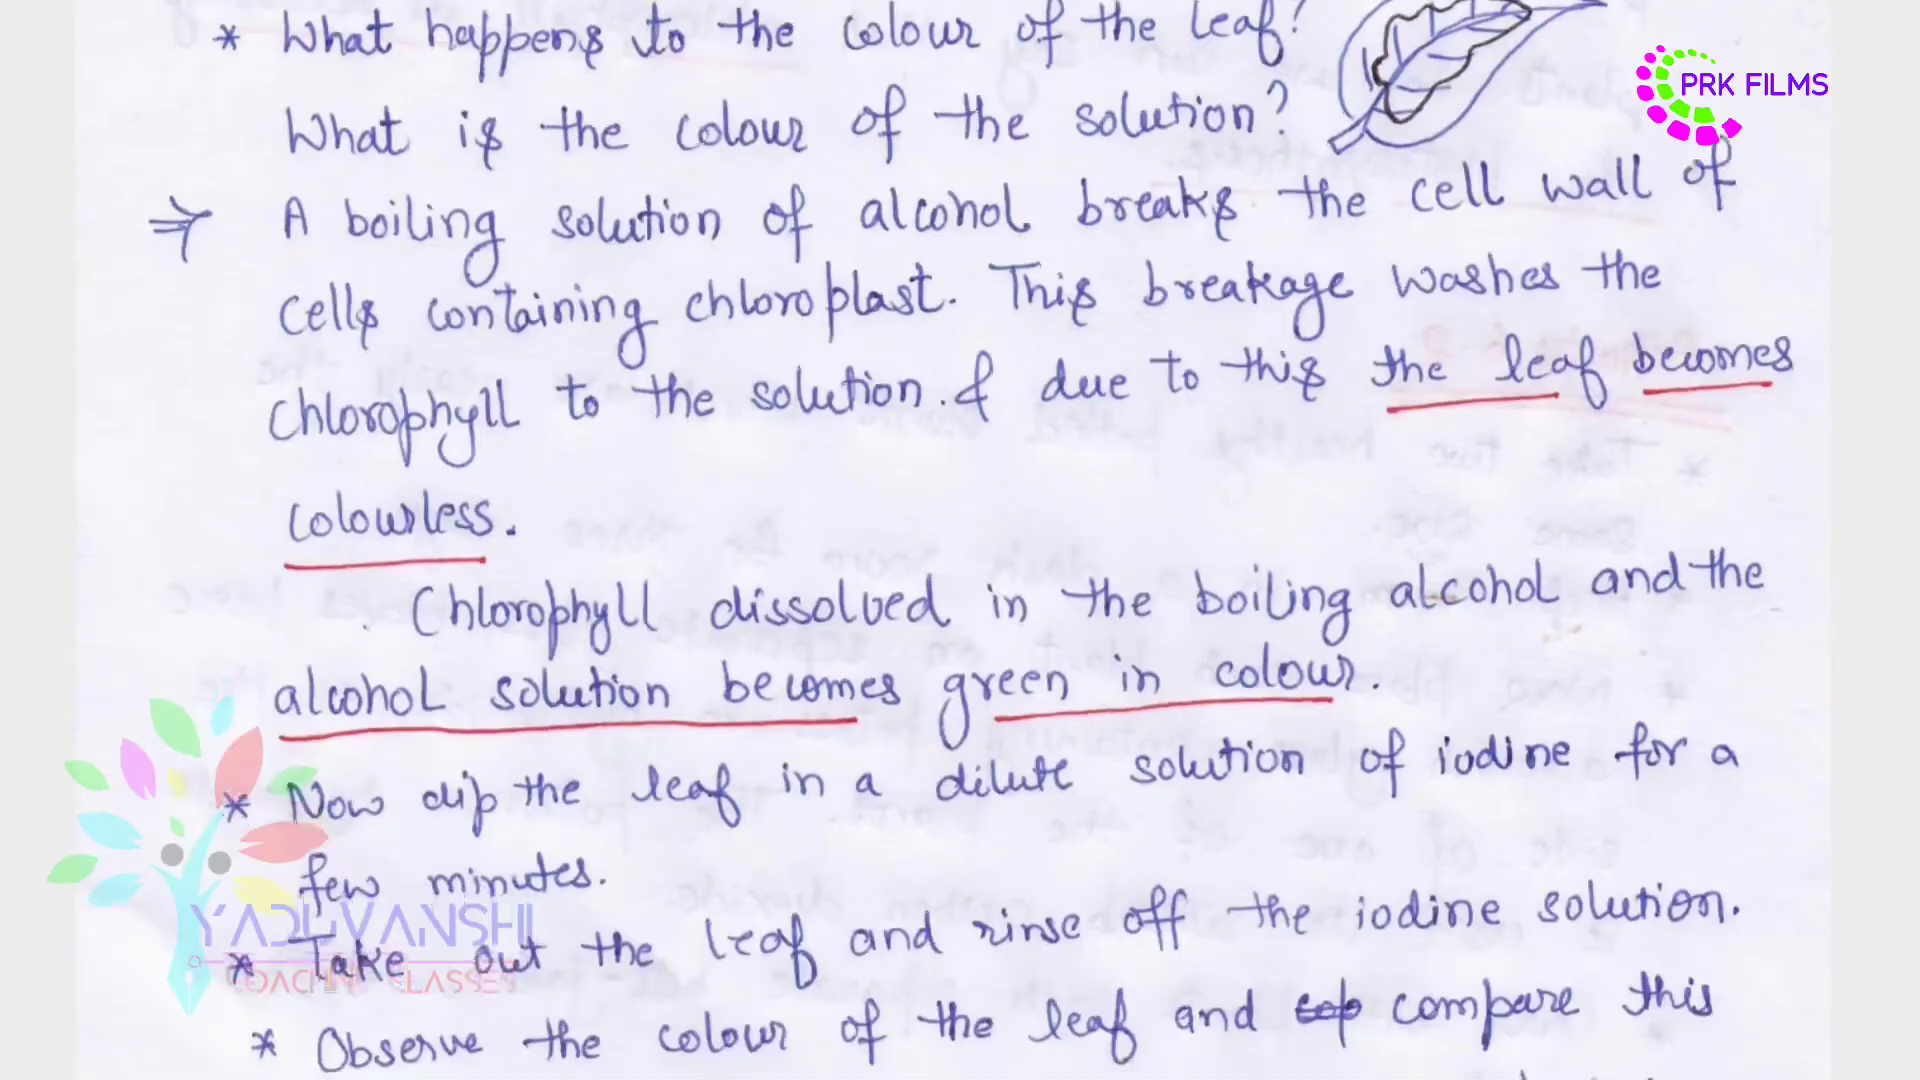 * What happens to the colour of the leaf?
What is the colour of the solution?
PRK FILMS
⇒ A boiling solution of alcohol breaks the cell wall of
cells containing chloroplast. This breakage washes the
chlorophyll to the solution & due to this the leaf becomes
colourless.
Chlorophyll dissolved in the boiling alcohol and the
alcohol solution becomes green in colour.
* Now dip the leaf in a dilute solution of iodine for a
few minutes.
YADUVANSHI
COACHING CLASSES
* Take out the leaf and rinse off the iodine solution.
* Observe the colour of the leaf and compare this